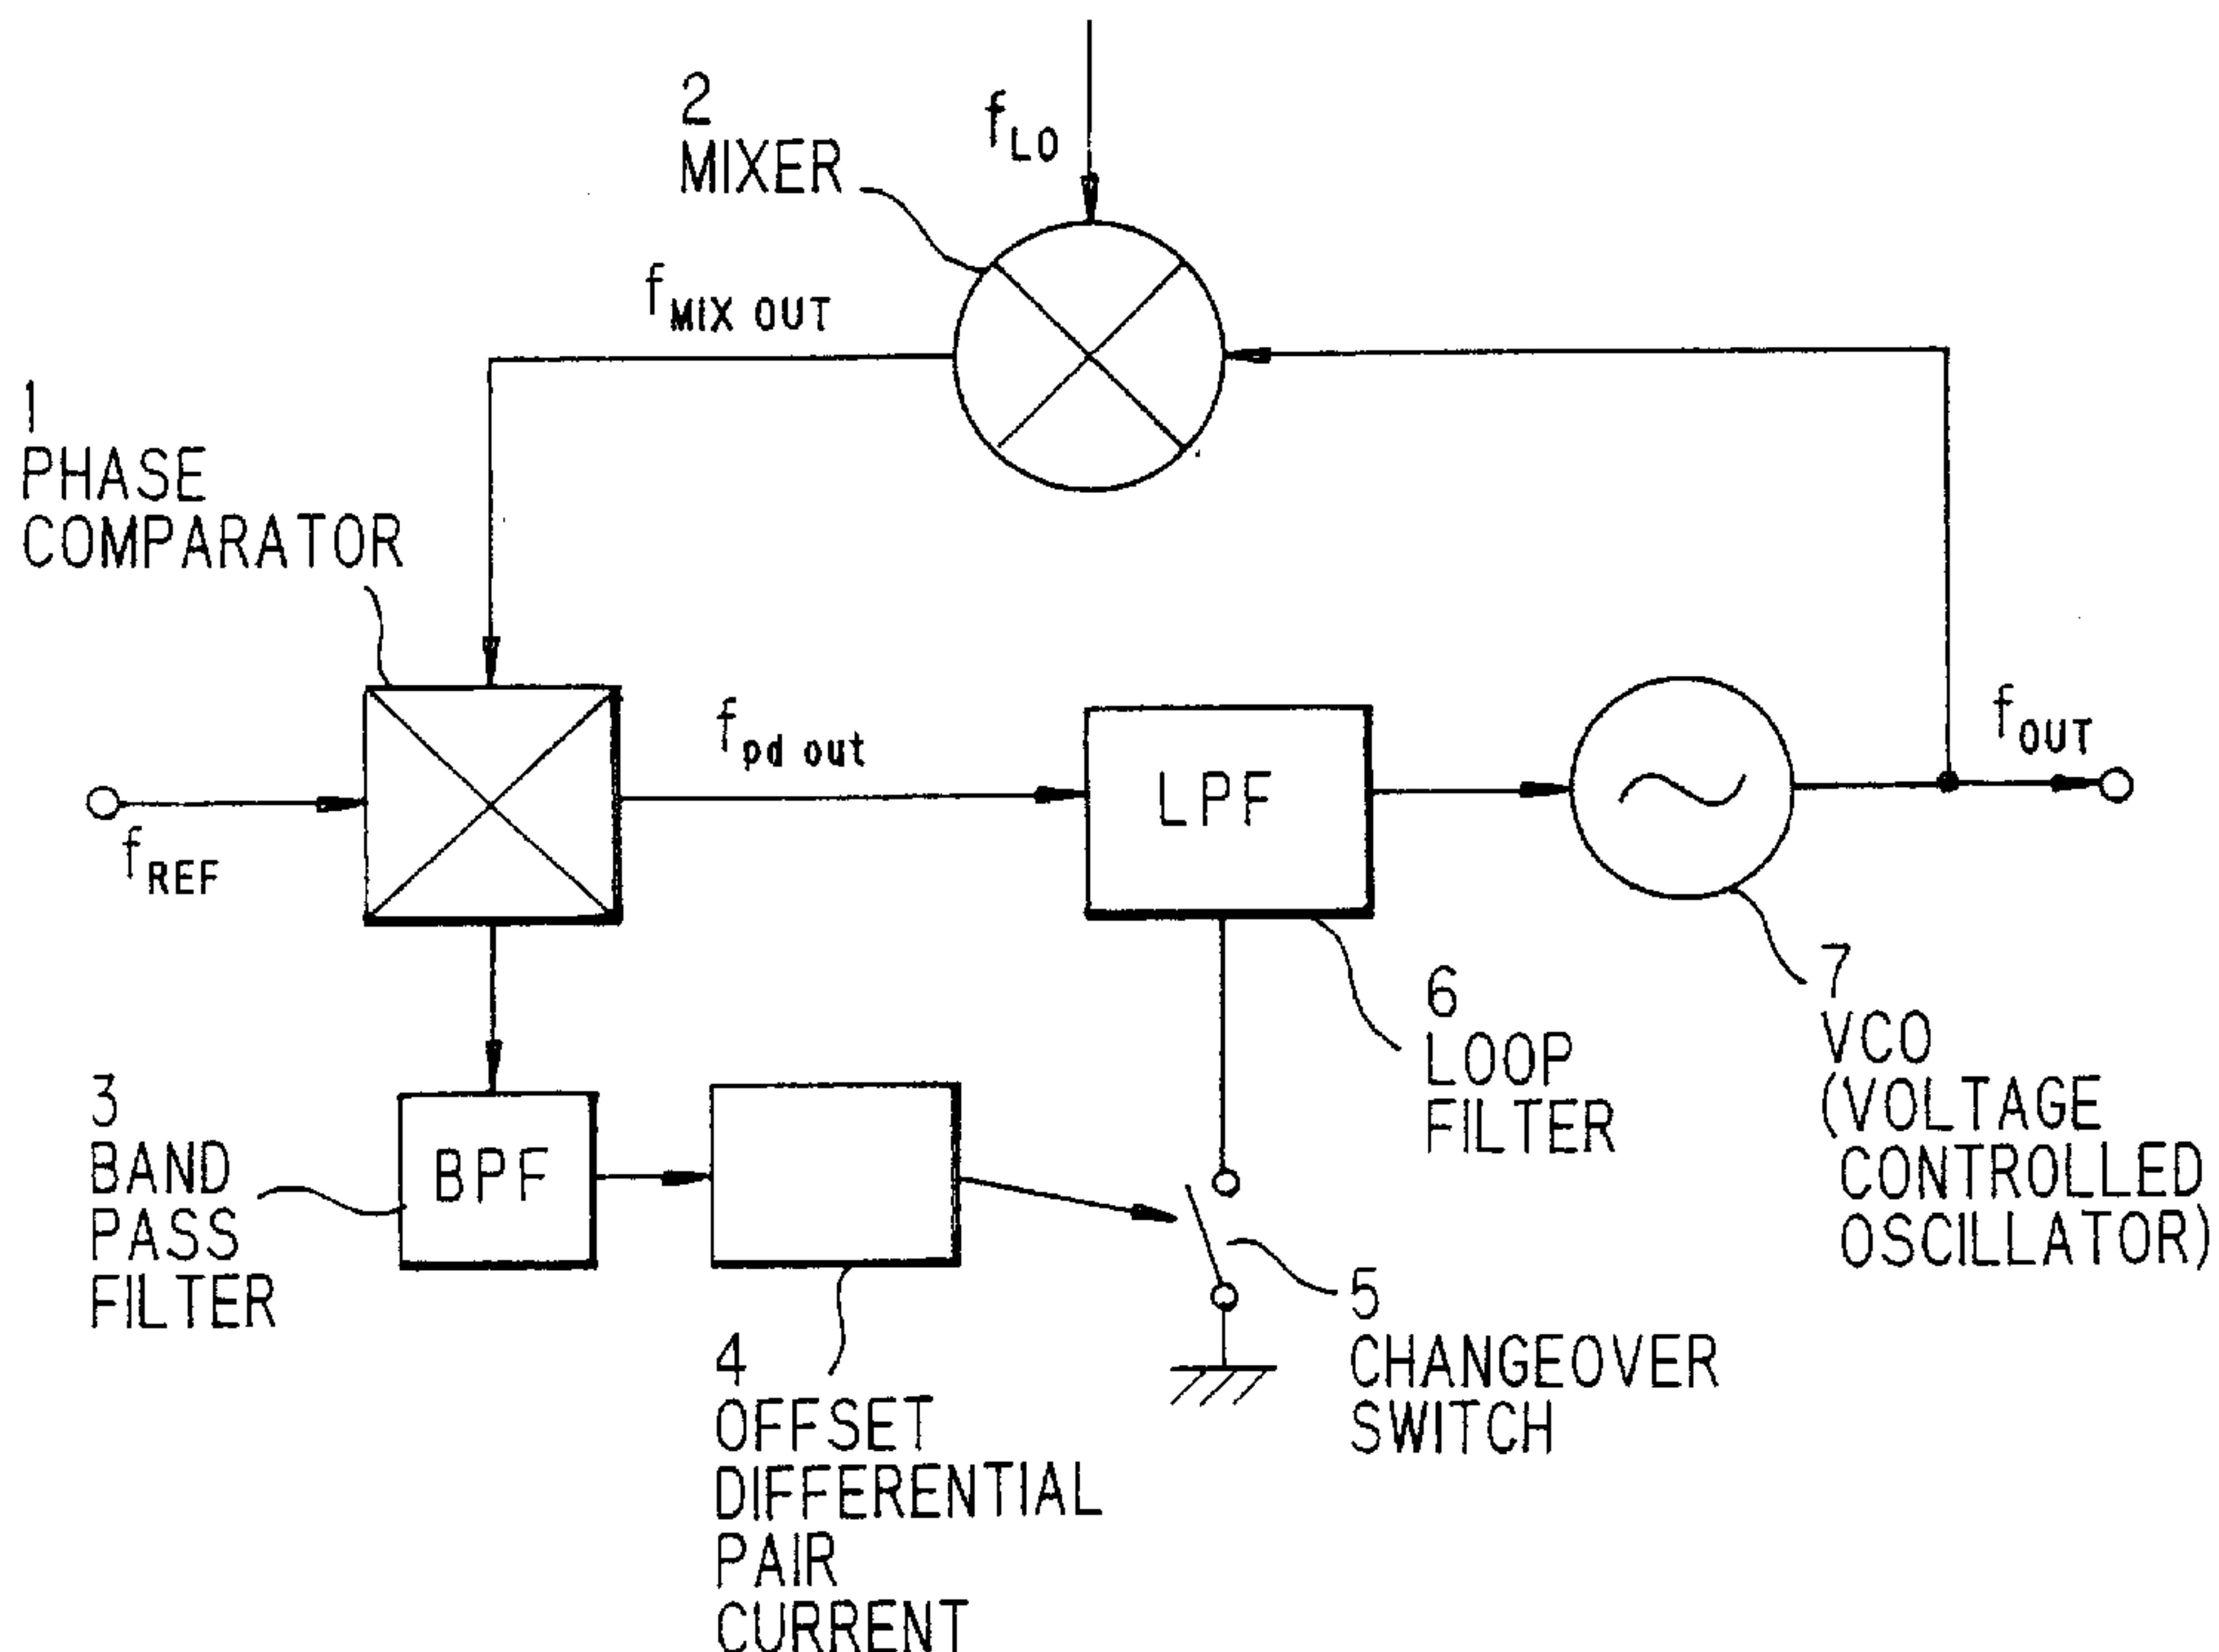 2
MIXER
fLO
fMIX OUT
1
PHASE
COMPARATOR
fREF
fpd out
LPF
fOUT
6
LOOP
FILTER
7
VCO
(VOLTAGE
CONTROLLED
OSCILLATOR)
3
BAND
PASS
FILTER
BPF
4
OFFSET
DIFFERENTIAL
PAIR
CURRENT
5
CHANGEOVER
SWITCH